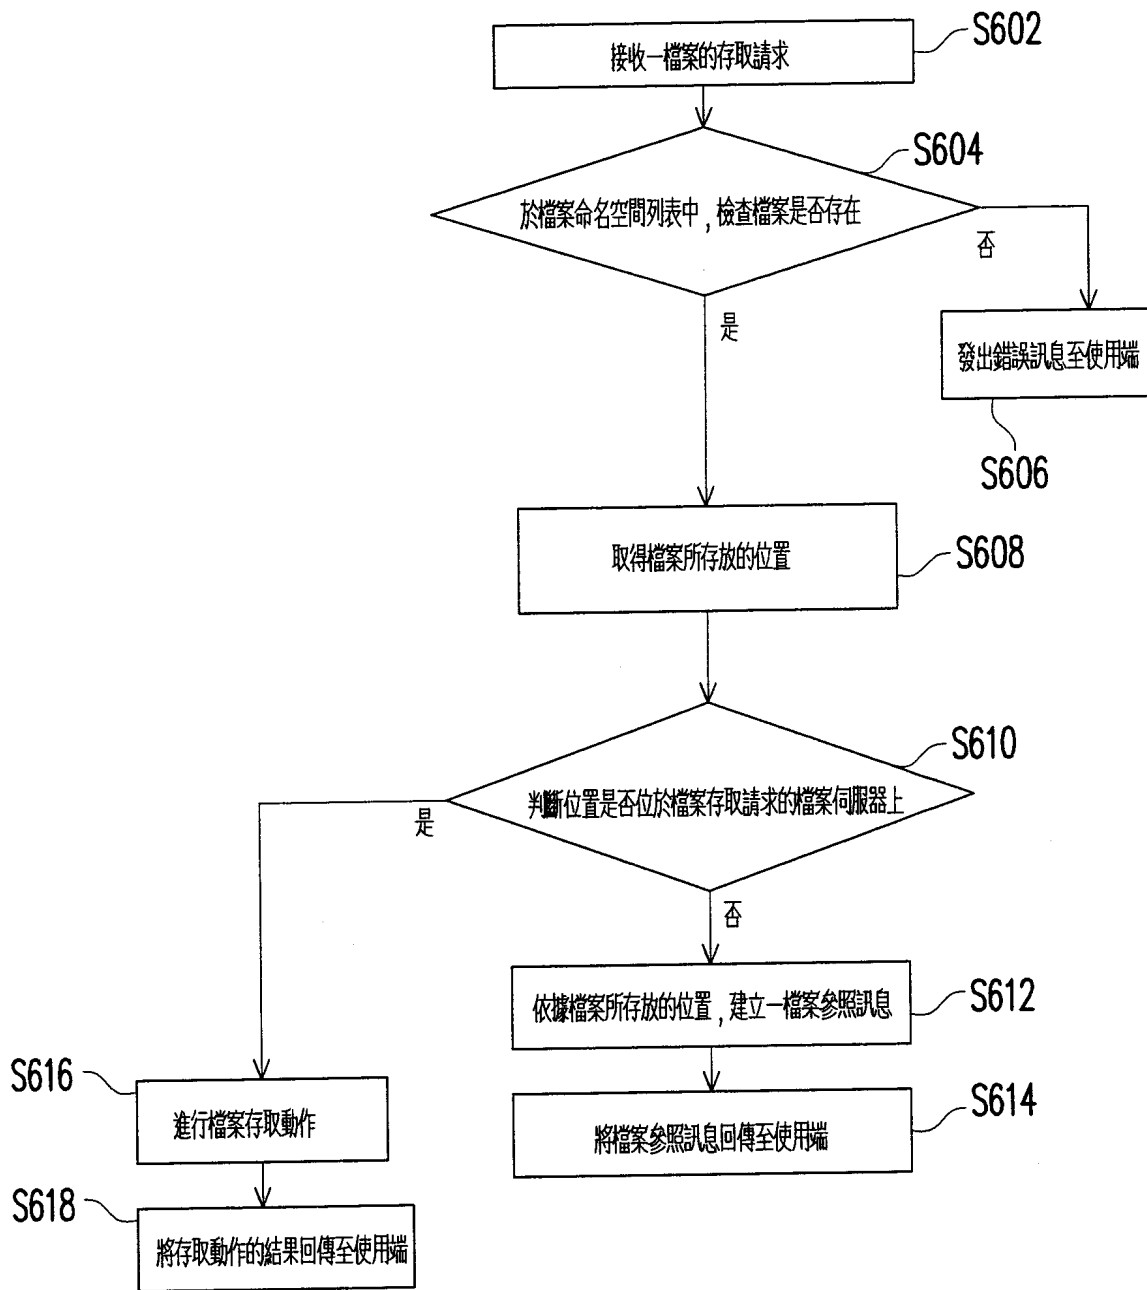 S602
接收一檔案的存取請求
S604
於檔案命名空間列表中,檢查檔案是否存在
否
是
發出錯誤訊息至使用端
S606
取得檔案所存放的位置
S608
S610
判斷位置是否位於檔案存取請求的檔案伺服器上
是
否
依據檔案所存放的位置,建立一檔案參照訊息
S612
S616
進行檔案存取動作
將檔案參照訊息回傳至使用端
S614
S618
將存取動作的結果回傳至使用端